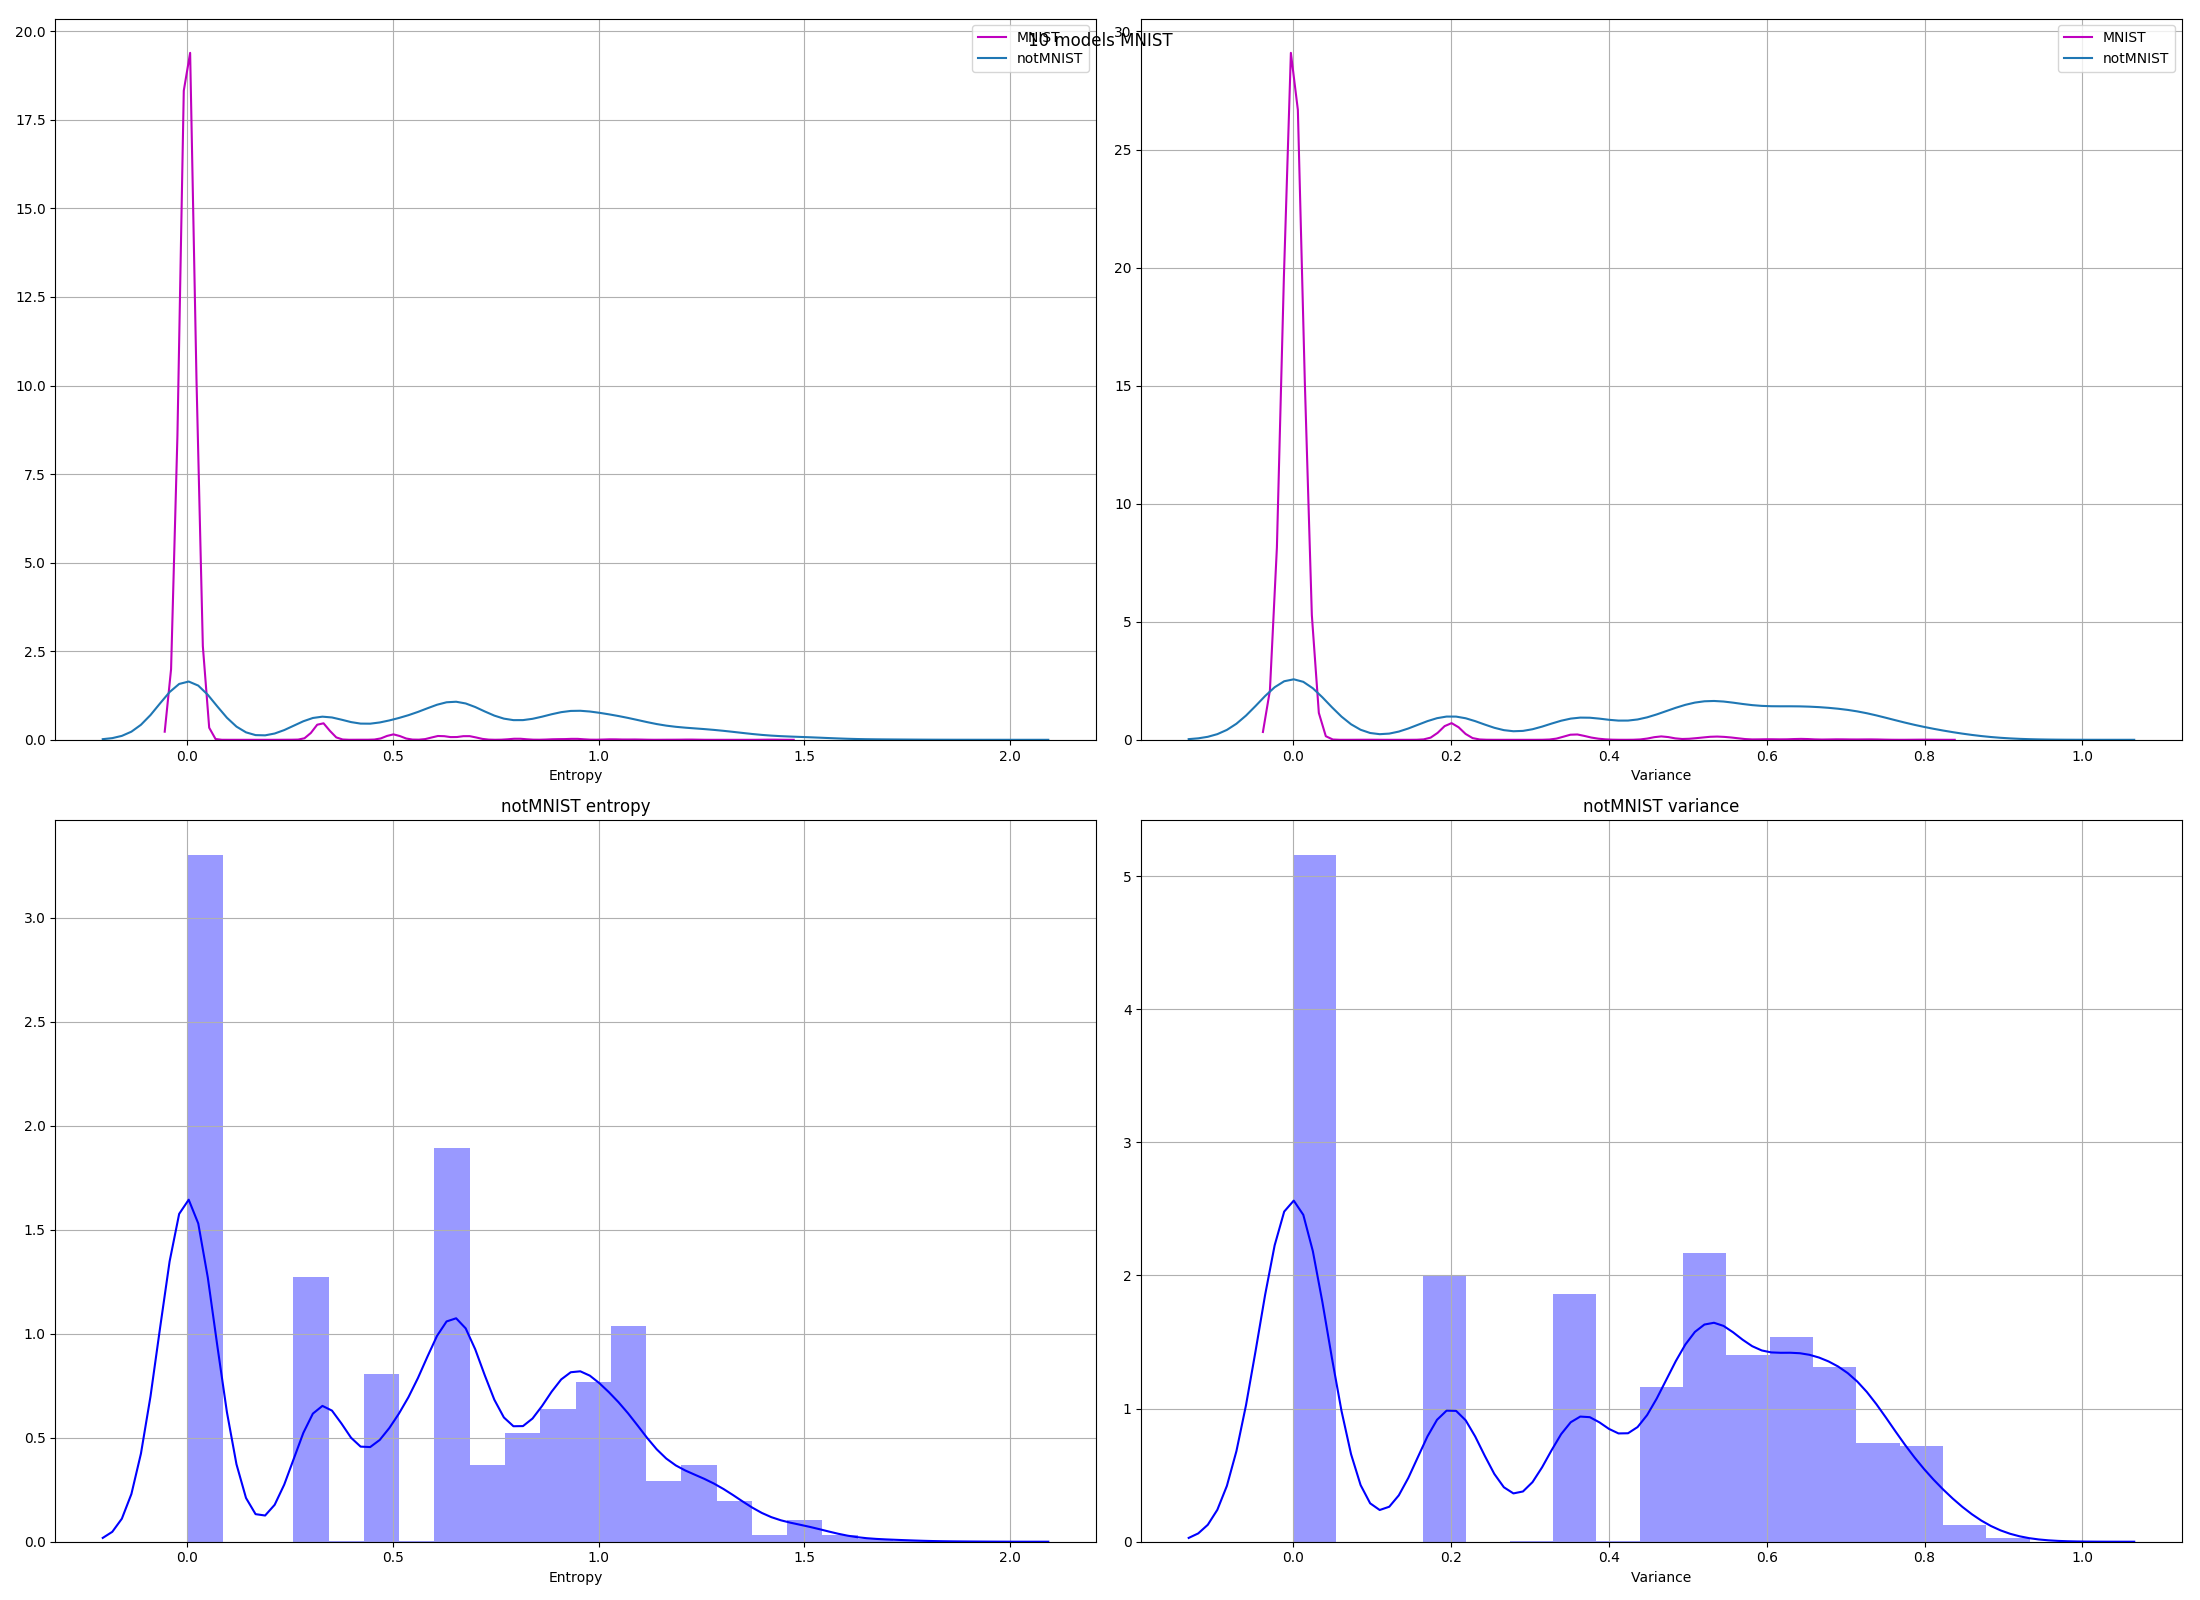 10 models MNIST
20.0
17.5
15.0
12.5
10.0
7.5
5.0
2.5
0.0
0.0 0.5 1.0 1.5 2.0
Entropy
MNIST
notMNIST
30
25
20
15
10
5
0
0.0 0.2 0.4 0.6 0.8 1.0
Variance
MNIST
notMNIST
notMNIST entropy
3.0
2.5
2.0
1.5
1.0
0.5
0.0
0.0 0.5 1.0 1.5 2.0
Entropy
notMNIST variance
5
4
3
2
1
0
0.0 0.2 0.4 0.6 0.8 1.0
Variance